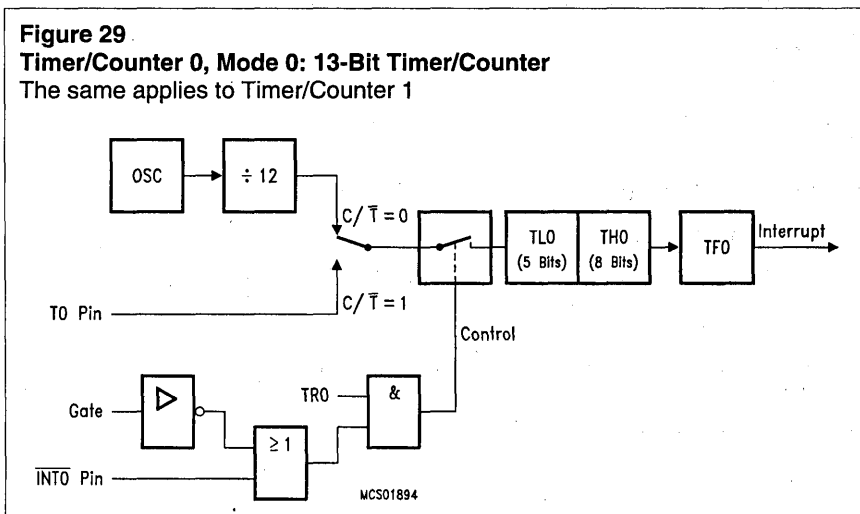 Figure 29
Timer/Counter 0, Mode 0: 13-Bit Timer/Counter
The same applies to Timer/Counter 1
OSC
÷ 12
C/T̅ = 0
TL0
(5 Bits)
TH0
(8 Bits)
TF0
Interrupt
T0 Pin
C/T̅ = 1
Control
TR0
&
Gate
≥ 1
I̅N̅T̅0̅ Pin
MCS01894